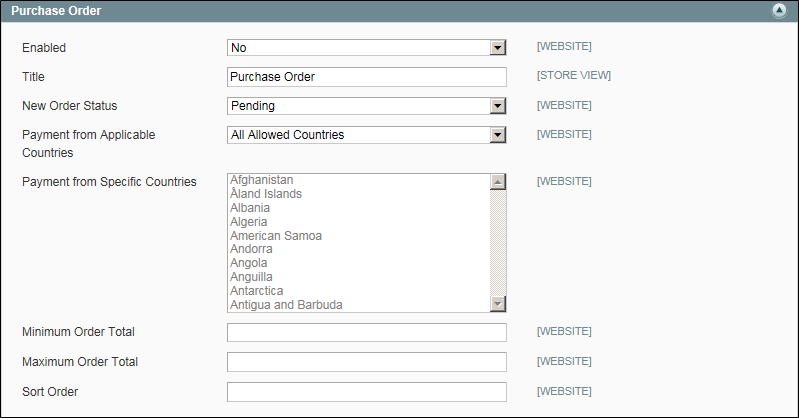 Purchase Order
Enabled No [WEBSITE]
Title Purchase Order [STORE VIEW]
New Order Status Pending [WEBSITE]
Payment from Applicable Countries All Allowed Countries [WEBSITE]
Payment from Specific Countries [WEBSITE]
Afghanistan
Åland Islands
Albania
Algeria
American Samoa
Andorra
Angola
Anguilla
Antarctica
Antigua and Barbuda
Minimum Order Total [WEBSITE]
Maximum Order Total [WEBSITE]
Sort Order [WEBSITE]